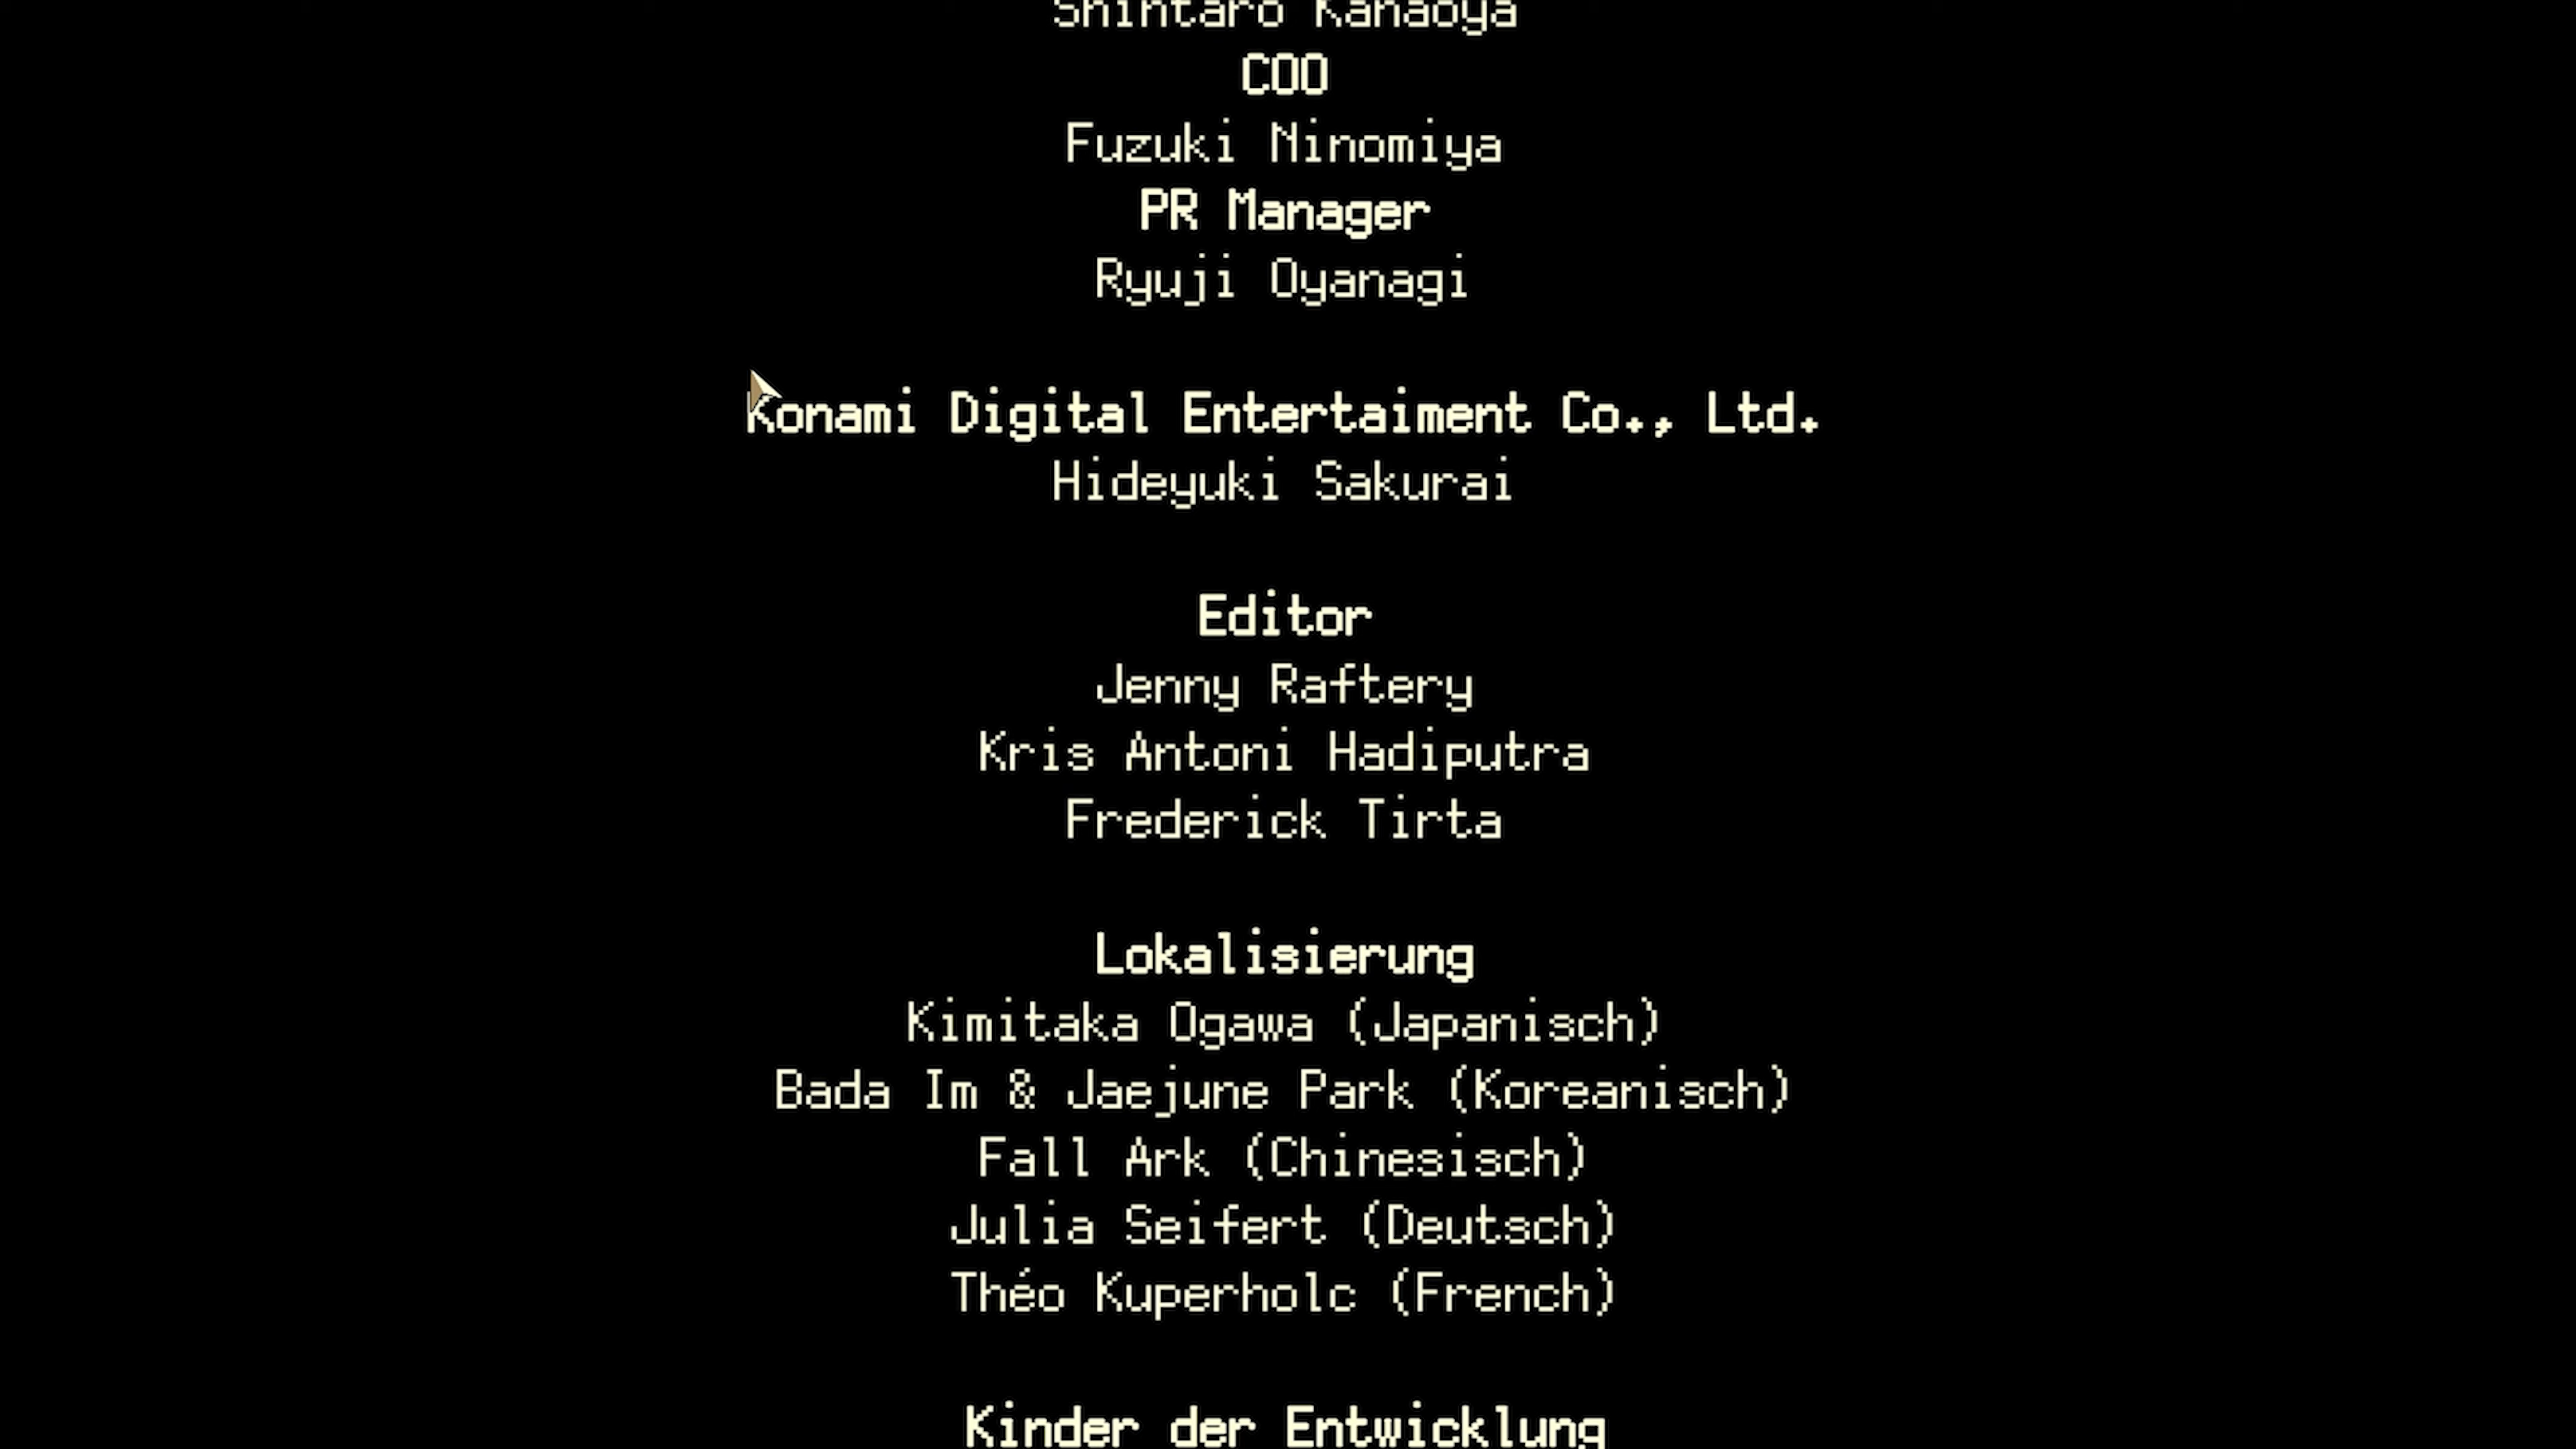 Shintaro Kanaoya
COO
Fuzuki Ninomiya
PR Manager
Ryuji Oyanagi
Konami Digital Entertaiment Co., Ltd.
Hideyuki Sakurai
Editor
Jenny Raftery
Kris Antoni Hadiputra
Frederick Tirta
Lokalisierung
Kimitaka Ogawa (Japanisch)
Bada Im & Jaejune Park (Koreanisch)
Fall Ark (Chinesisch)
Julia Seifert (Deutsch)
Théo Kuperholc (French)
Kinder der Entwicklung